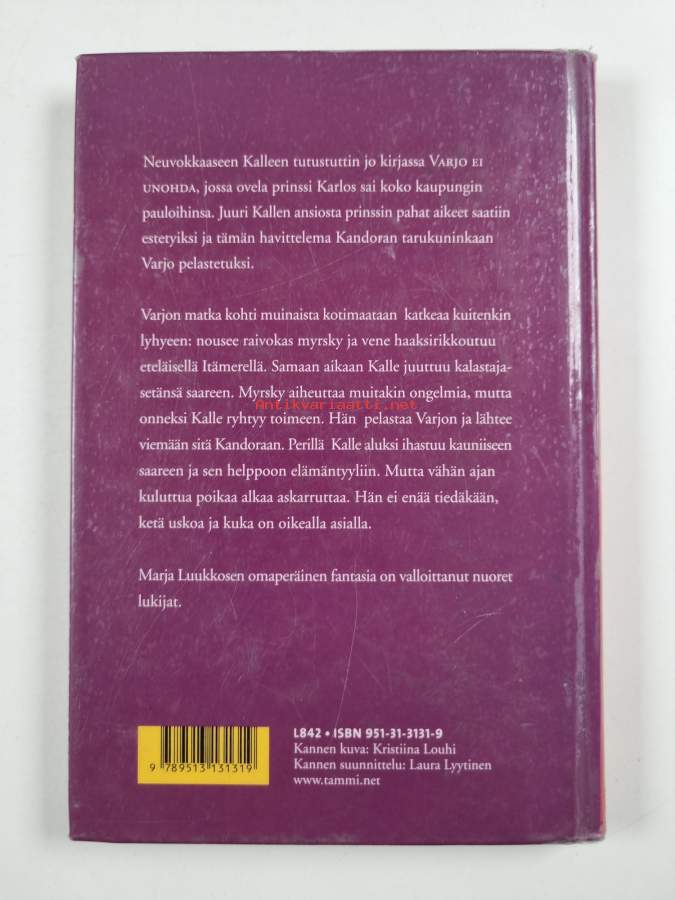 Neuvokkaaseen Kalleen tutustuttin jo kirjassa VARJO EI
UNOHDA, jossa ovela prinssi Karlos sai koko kaupungin
pauloihinsa. Juuri Kallen ansiosta prinssin pahat aikeet saatiin
estetyiksi ja tämän havittelema Kandoran tarukuninkaan
Varjo pelastetuksi.
Varjon matka kohti muinaista kotimaataan katkeaa kuitenkin
lyhyeen: nousee raivokas myrsky ja vene haaksirikkoutuu
eteläisellä Itämerellä. Samaan aikaan Kalle juuttuu kalastaja-
setänsä saareen. Myrsky aiheuttaa muitakin ongelmia, mutta
onneksi Kalle ryhtyy toimeen. Hän pelastaa Varjon ja lähtee
Antikvariaatti.net
viemään sitä Kandoraan. Perillä Kalle aluksi ihastuu kauniiseen
saareen ja sen helppoon elämäntyyliin. Mutta vähän ajan
kuluttua poikaa alkaa askarruttaa. Hän ei enää tiedäkään,
ketä uskoa ja kuka on oikealla asialla.
Marja Luukkosen omaperäinen fantasia on valloittanut nuoret
lukijat.
L842 • ISBN 951-31-3131-9
Kannen kuva: Kristiina Louhi
Kannen suunnittelu: Laura Lyytinen
www.tammi.net
9 789513 131319